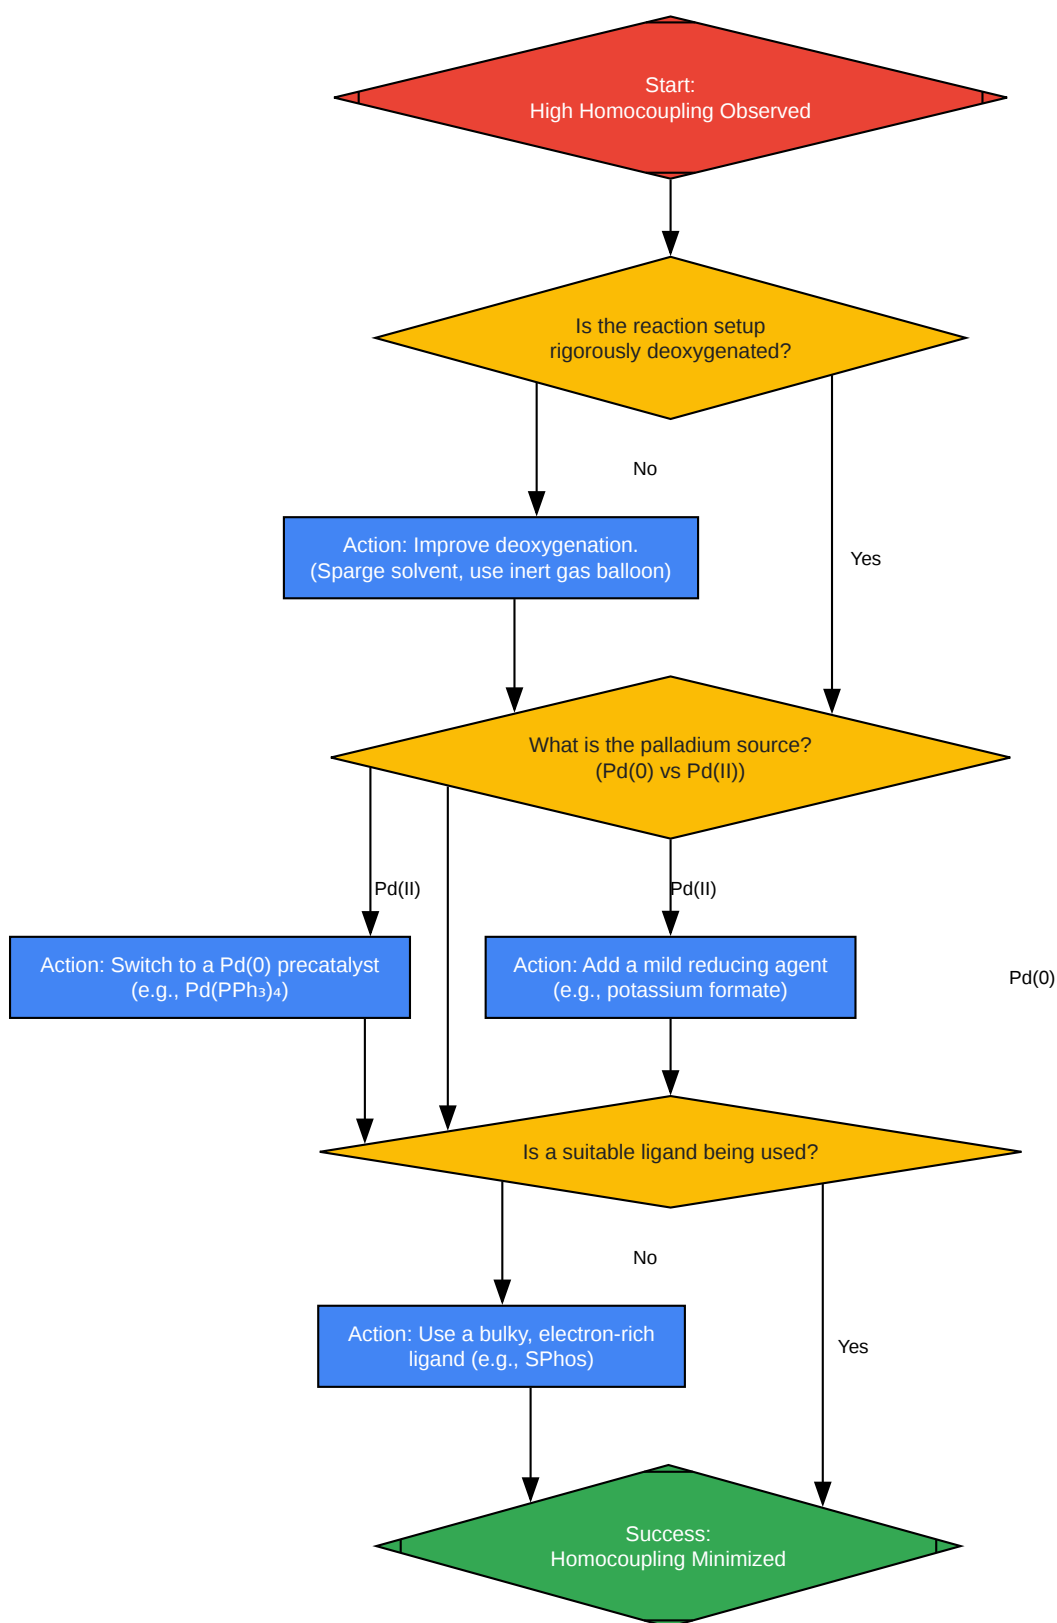 Start:
High Homocoupling Observed
Is the reaction setup
rigorously deoxygenated?
No
Action: Improve deoxygenation.
(Sparge solvent, use inert gas balloon)
Yes
What is the palladium source?
(Pd(0) vs Pd(II))
Pd(II)
Pd(II)
Action: Switch to a Pd(0) precatalyst
(e.g., Pd(PPh₃)₄)
Action: Add a mild reducing agent
(e.g., potassium formate)
Pd(0)
Is a suitable ligand being used?
No
Action: Use a bulky, electron-rich
ligand (e.g., SPhos)
Yes
Success:
Homocoupling Minimized